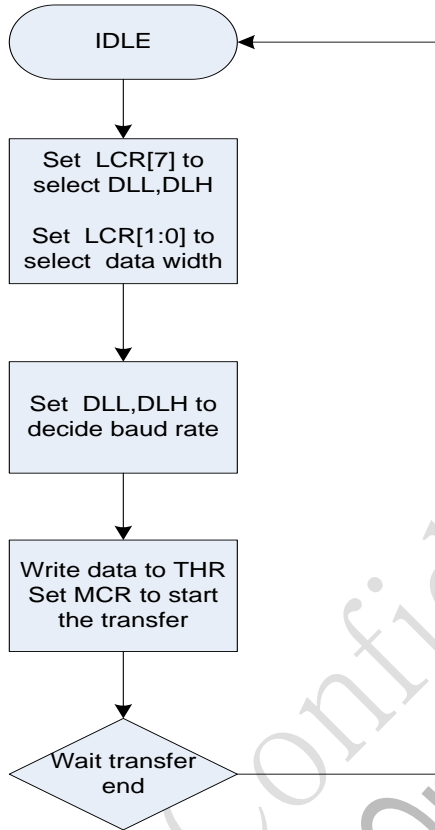 IDLE
Set LCR[7] to
select DLL,DLH
Set LCR[1:0] to
select data width
Set DLL,DLH to
decide baud rate
Write data to THR
Set MCR to start
the transfer
Wait transfer
end